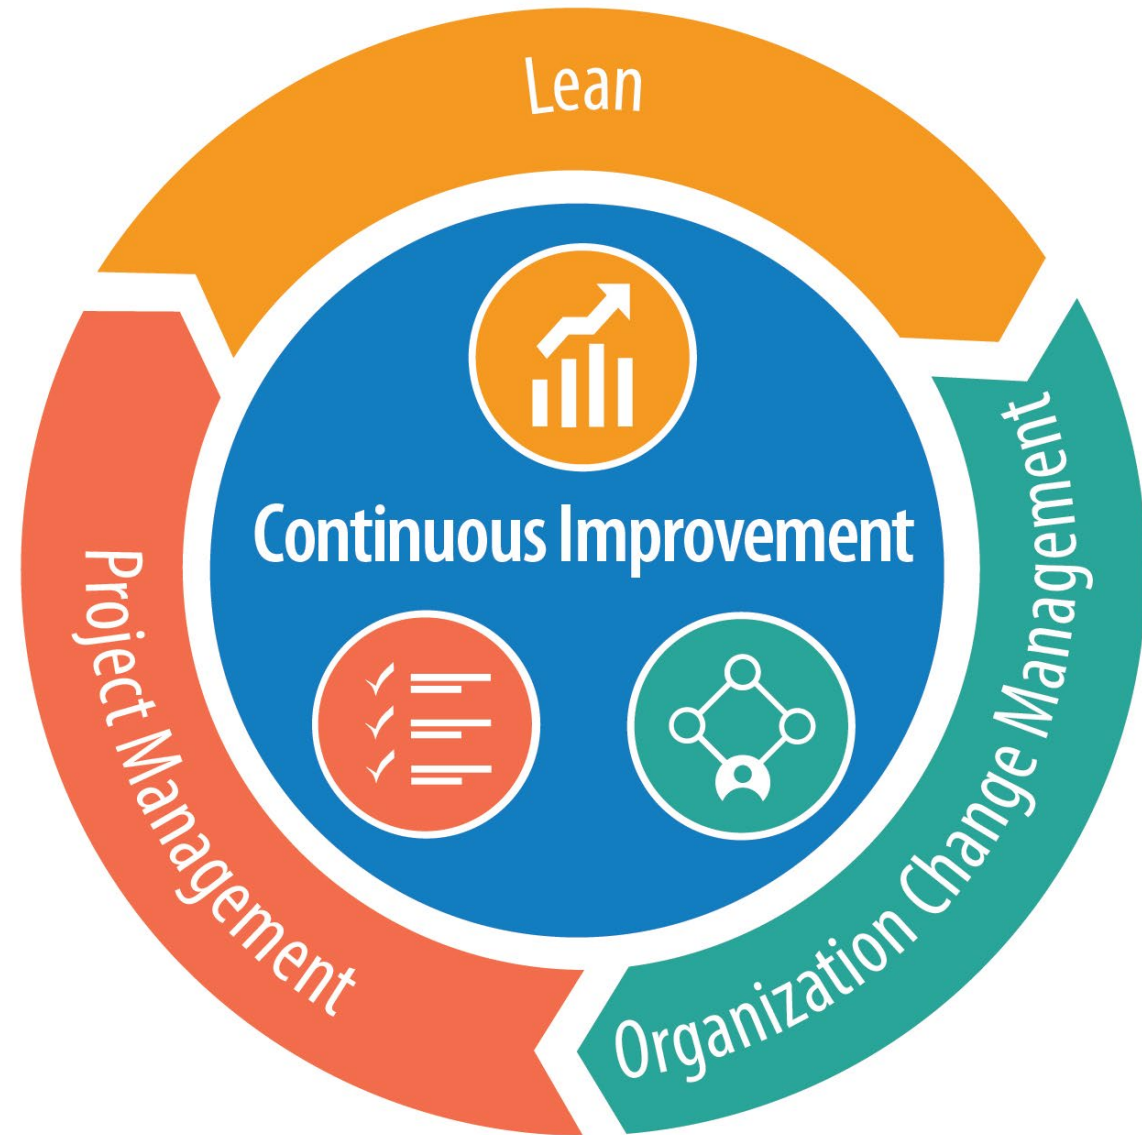 Lean
Continuous Improvement
Project Management
Organization Change Management